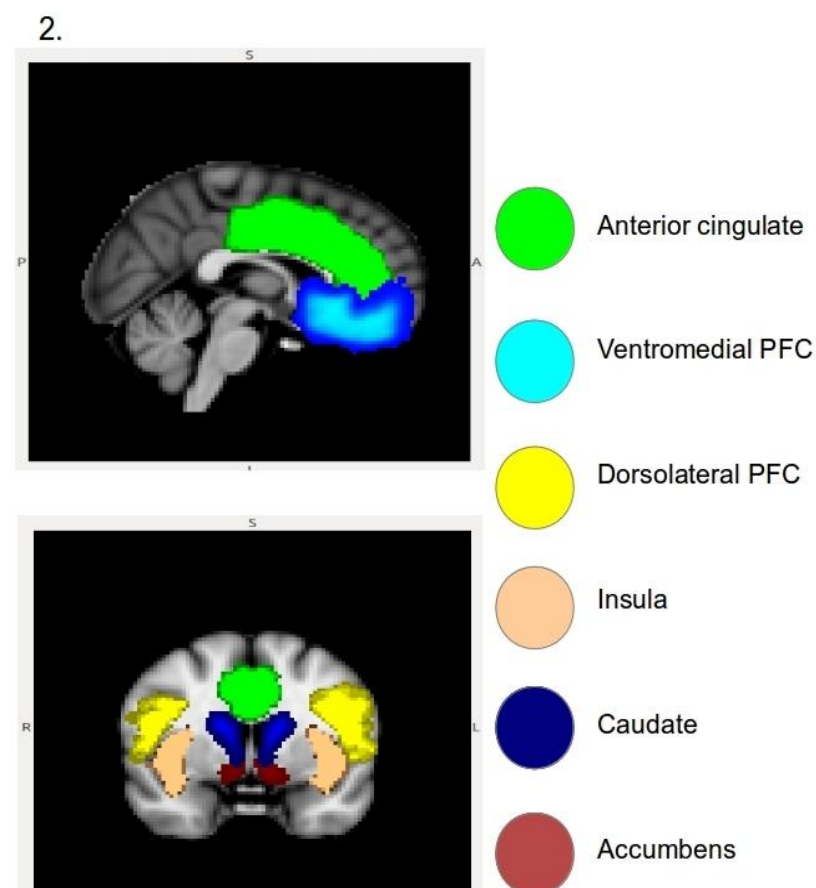 2.
S
P
A
Anterior cingulate
Ventromedial PFC
Dorsolateral PFC
Insula
Caudate
Accumbens
S
R
L